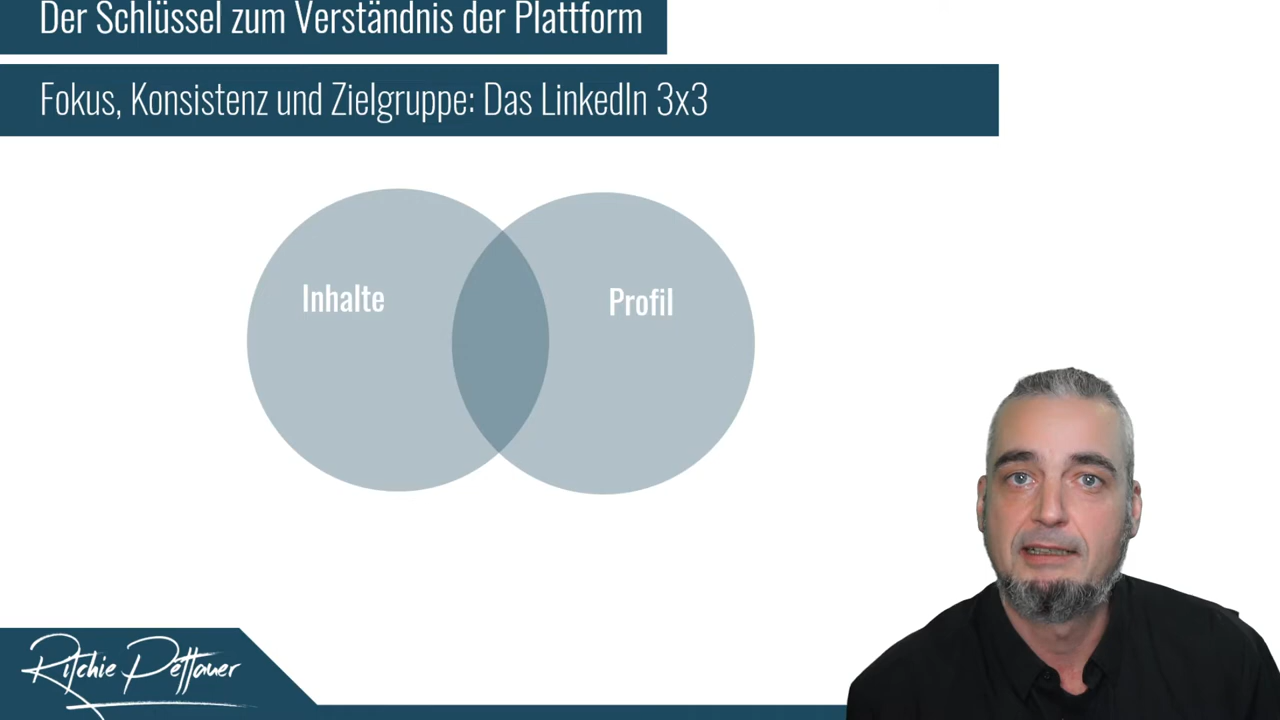 Der Schlüssel zum Verständnis der Plattform
Fokus, Konsistenz und Zielgruppe: Das LinkedIn 3x3
Inhalte
Profil
Ritchie Pettauer